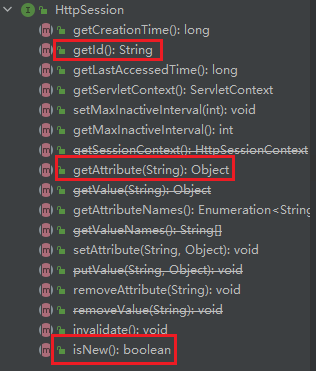 HttpSession
getCreationTime(): long
getId(): String
getLastAccessedTime(): long
getServletContext(): ServletContext
setMaxInactiveInterval(int): void
getMaxInactiveInterval(): int
getSessionContext(): HttpSessionContext
getAttribute(String): Object
getValue(String): Object
getAttributeNames(): Enumeration<String
getValueNames(): String[]
setAttribute(String, Object): void
putValue(String, Object): void
removeAttribute(String): void
removeValue(String): void
invalidate(): void
isNew(): boolean